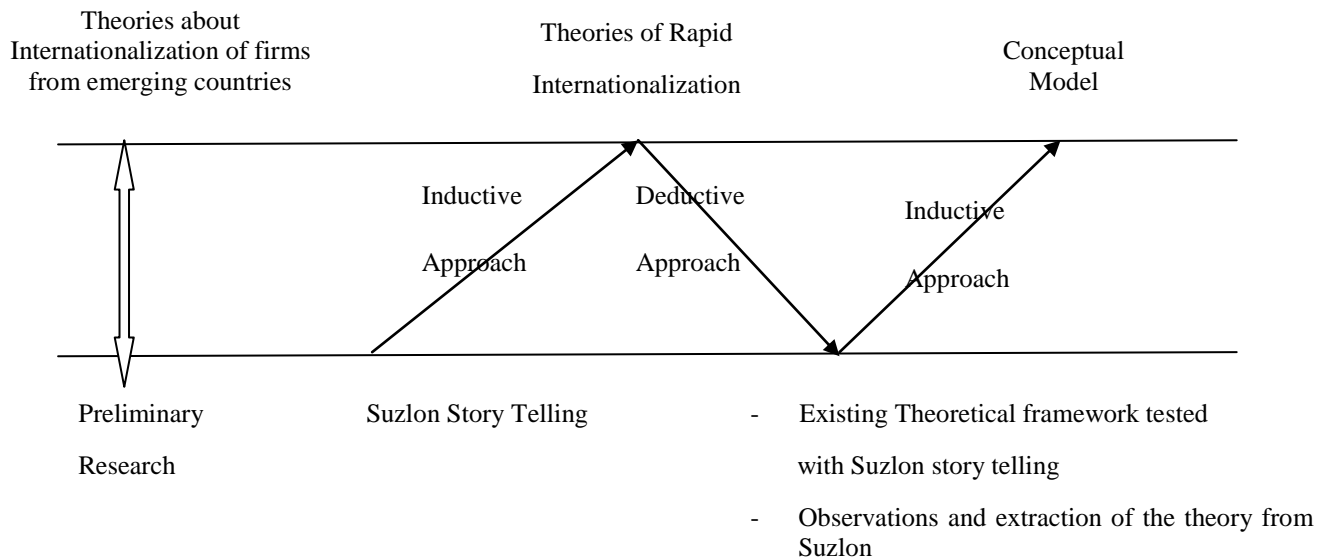 Theories about
Internationalization of firms
from emerging countries
Theories of Rapid
Internationalization
Conceptual
Model
Inductive
Approach
Deductive
Approach
Inductive
Approach
Preliminary
Research
Suzlon Story Telling
- Existing Theoretical framework tested
with Suzlon story telling
- Observations and extraction of the theory from
Suzlon